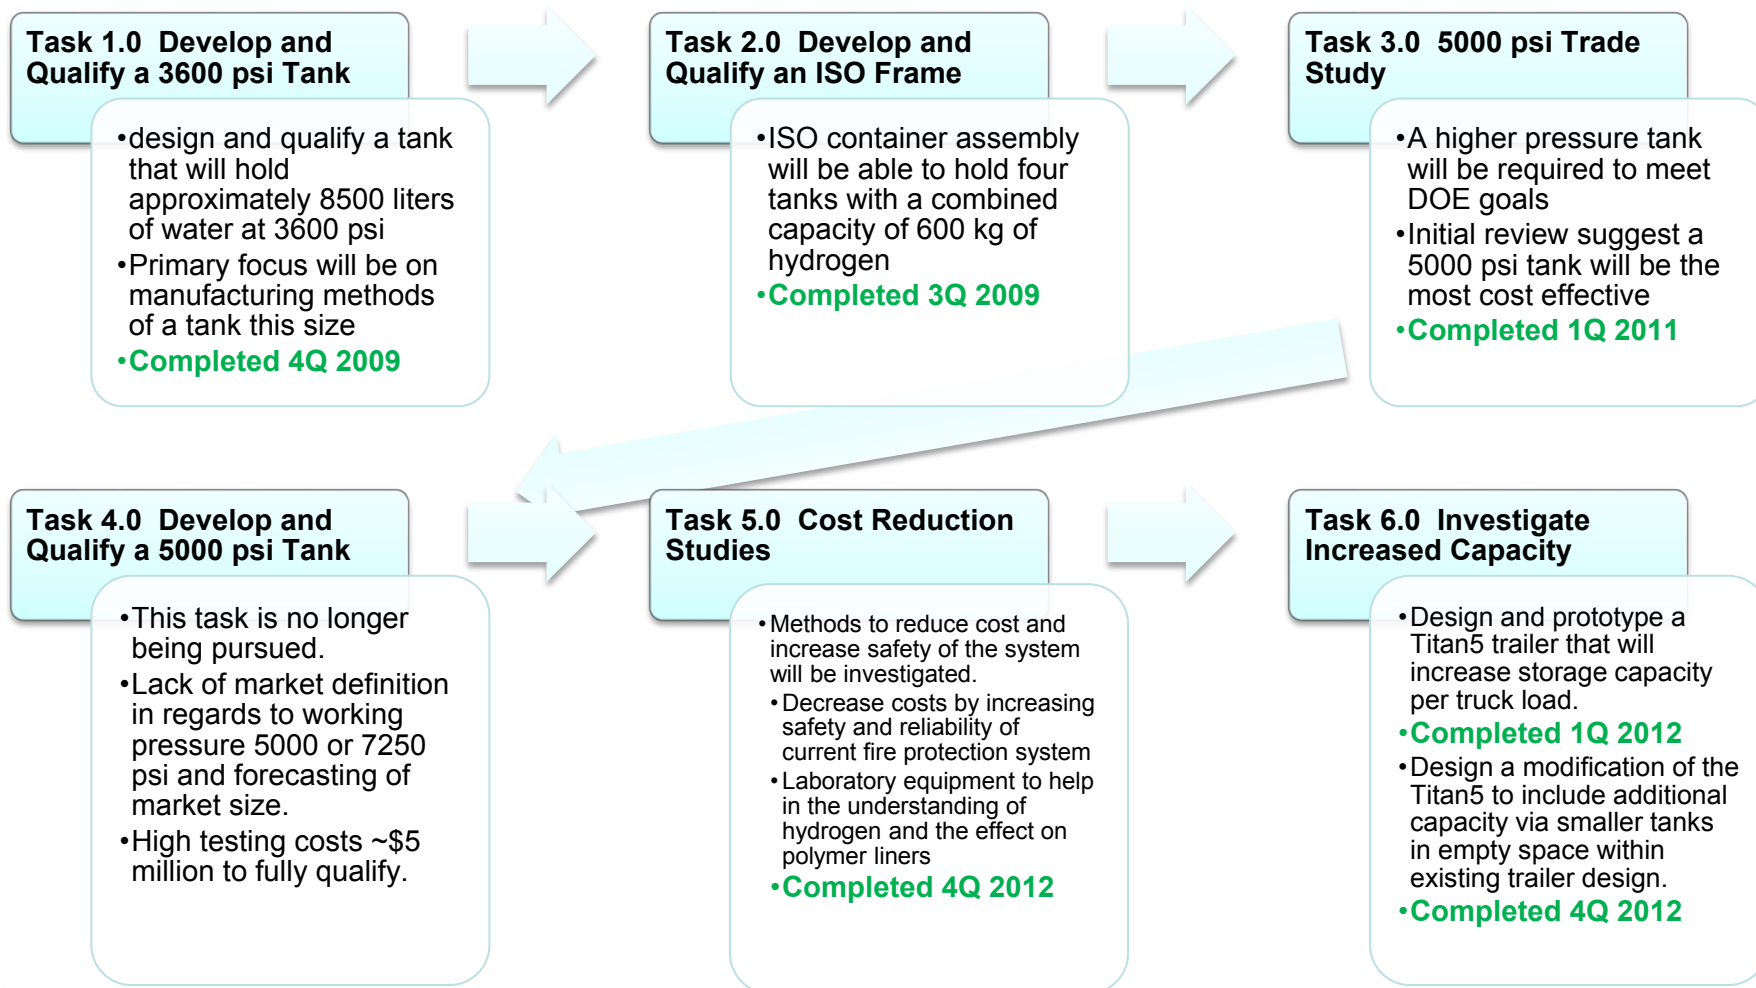 Task 1.0 Develop and
Qualify a 3600 psi Tank
•design and qualify a tank
that will hold
approximately 8500 liters
of water at 3600 psi
•Primary focus will be on
manufacturing methods
of a tank this size
•Completed 4Q 2009
Task 2.0 Develop and
Qualify an ISO Frame
•ISO container assembly
will be able to hold four
tanks with a combined
capacity of 600 kg of
hydrogen
•Completed 3Q 2009
Task 3.0 5000 psi Trade
Study
•A higher pressure tank
will be required to meet
DOE goals
•Initial review suggest a
5000 psi tank will be the
most cost effective
•Completed 1Q 2011
Task 4.0 Develop and
Qualify a 5000 psi Tank
•This task is no longer
being pursued.
•Lack of market definition
in regards to working
pressure 5000 or 7250
psi and forecasting of
market size.
•High testing costs ~$5
million to fully qualify.
Task 5.0 Cost Reduction
Studies
•Methods to reduce cost and
increase safety of the system
will be investigated.
•Decrease costs by increasing
safety and reliability of
current fire protection system
•Laboratory equipment to help
in the understanding of
hydrogen and the effect on
polymer liners
•Completed 4Q 2012
Task 6.0 Investigate
Increased Capacity
•Design and prototype a
Titan5 trailer that will
increase storage capacity
per truck load.
•Completed 1Q 2012
•Design a modification of the
Titan5 to include additional
capacity via smaller tanks
in empty space within
existing trailer design.
•Completed 4Q 2012